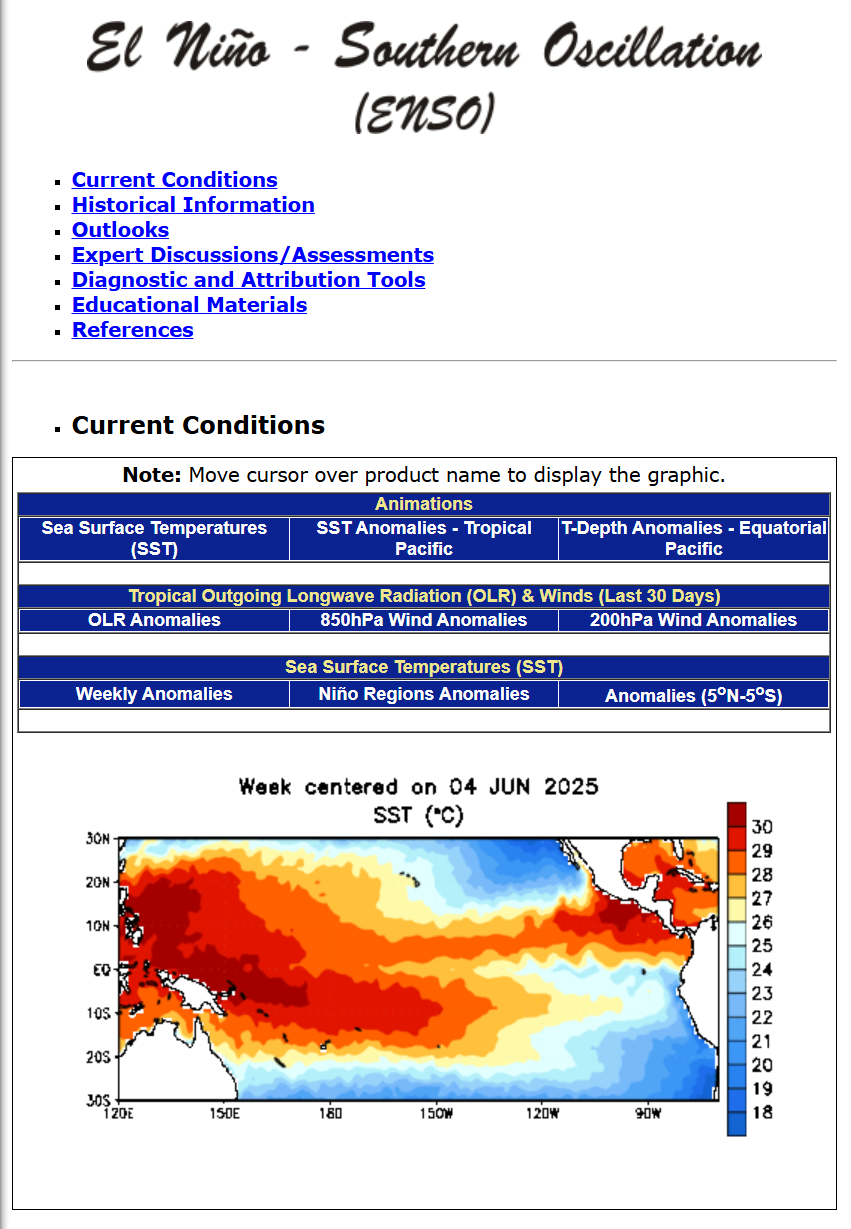 El Niño - Southern Oscillation
(ENSO)
Current Conditions
Historical Information
Outlooks
Expert Discussions/Assessments
Diagnostic and Attribution Tools
Educational Materials
References
Current Conditions
Note: Move cursor over product name to display the graphic.
Animations
Sea Surface Temperatures (SST)
SST Anomalies - Tropical Pacific
T-Depth Anomalies - Equatorial Pacific
Tropical Outgoing Longwave Radiation (OLR) & Winds (Last 30 Days)
OLR Anomalies
850hPa Wind Anomalies
200hPa Wind Anomalies
Sea Surface Temperatures (SST)
Weekly Anomalies
Niño Regions Anomalies
Anomalies (5ºN-5ºS)
Week centered on 04 JUN 2025
SST (°C)
30N
20N
10N
EQ
10S
20S
30S
120E 150E 180 150W 120W 90W
30
29
28
27
26
25
24
23
22
21
20
19
18